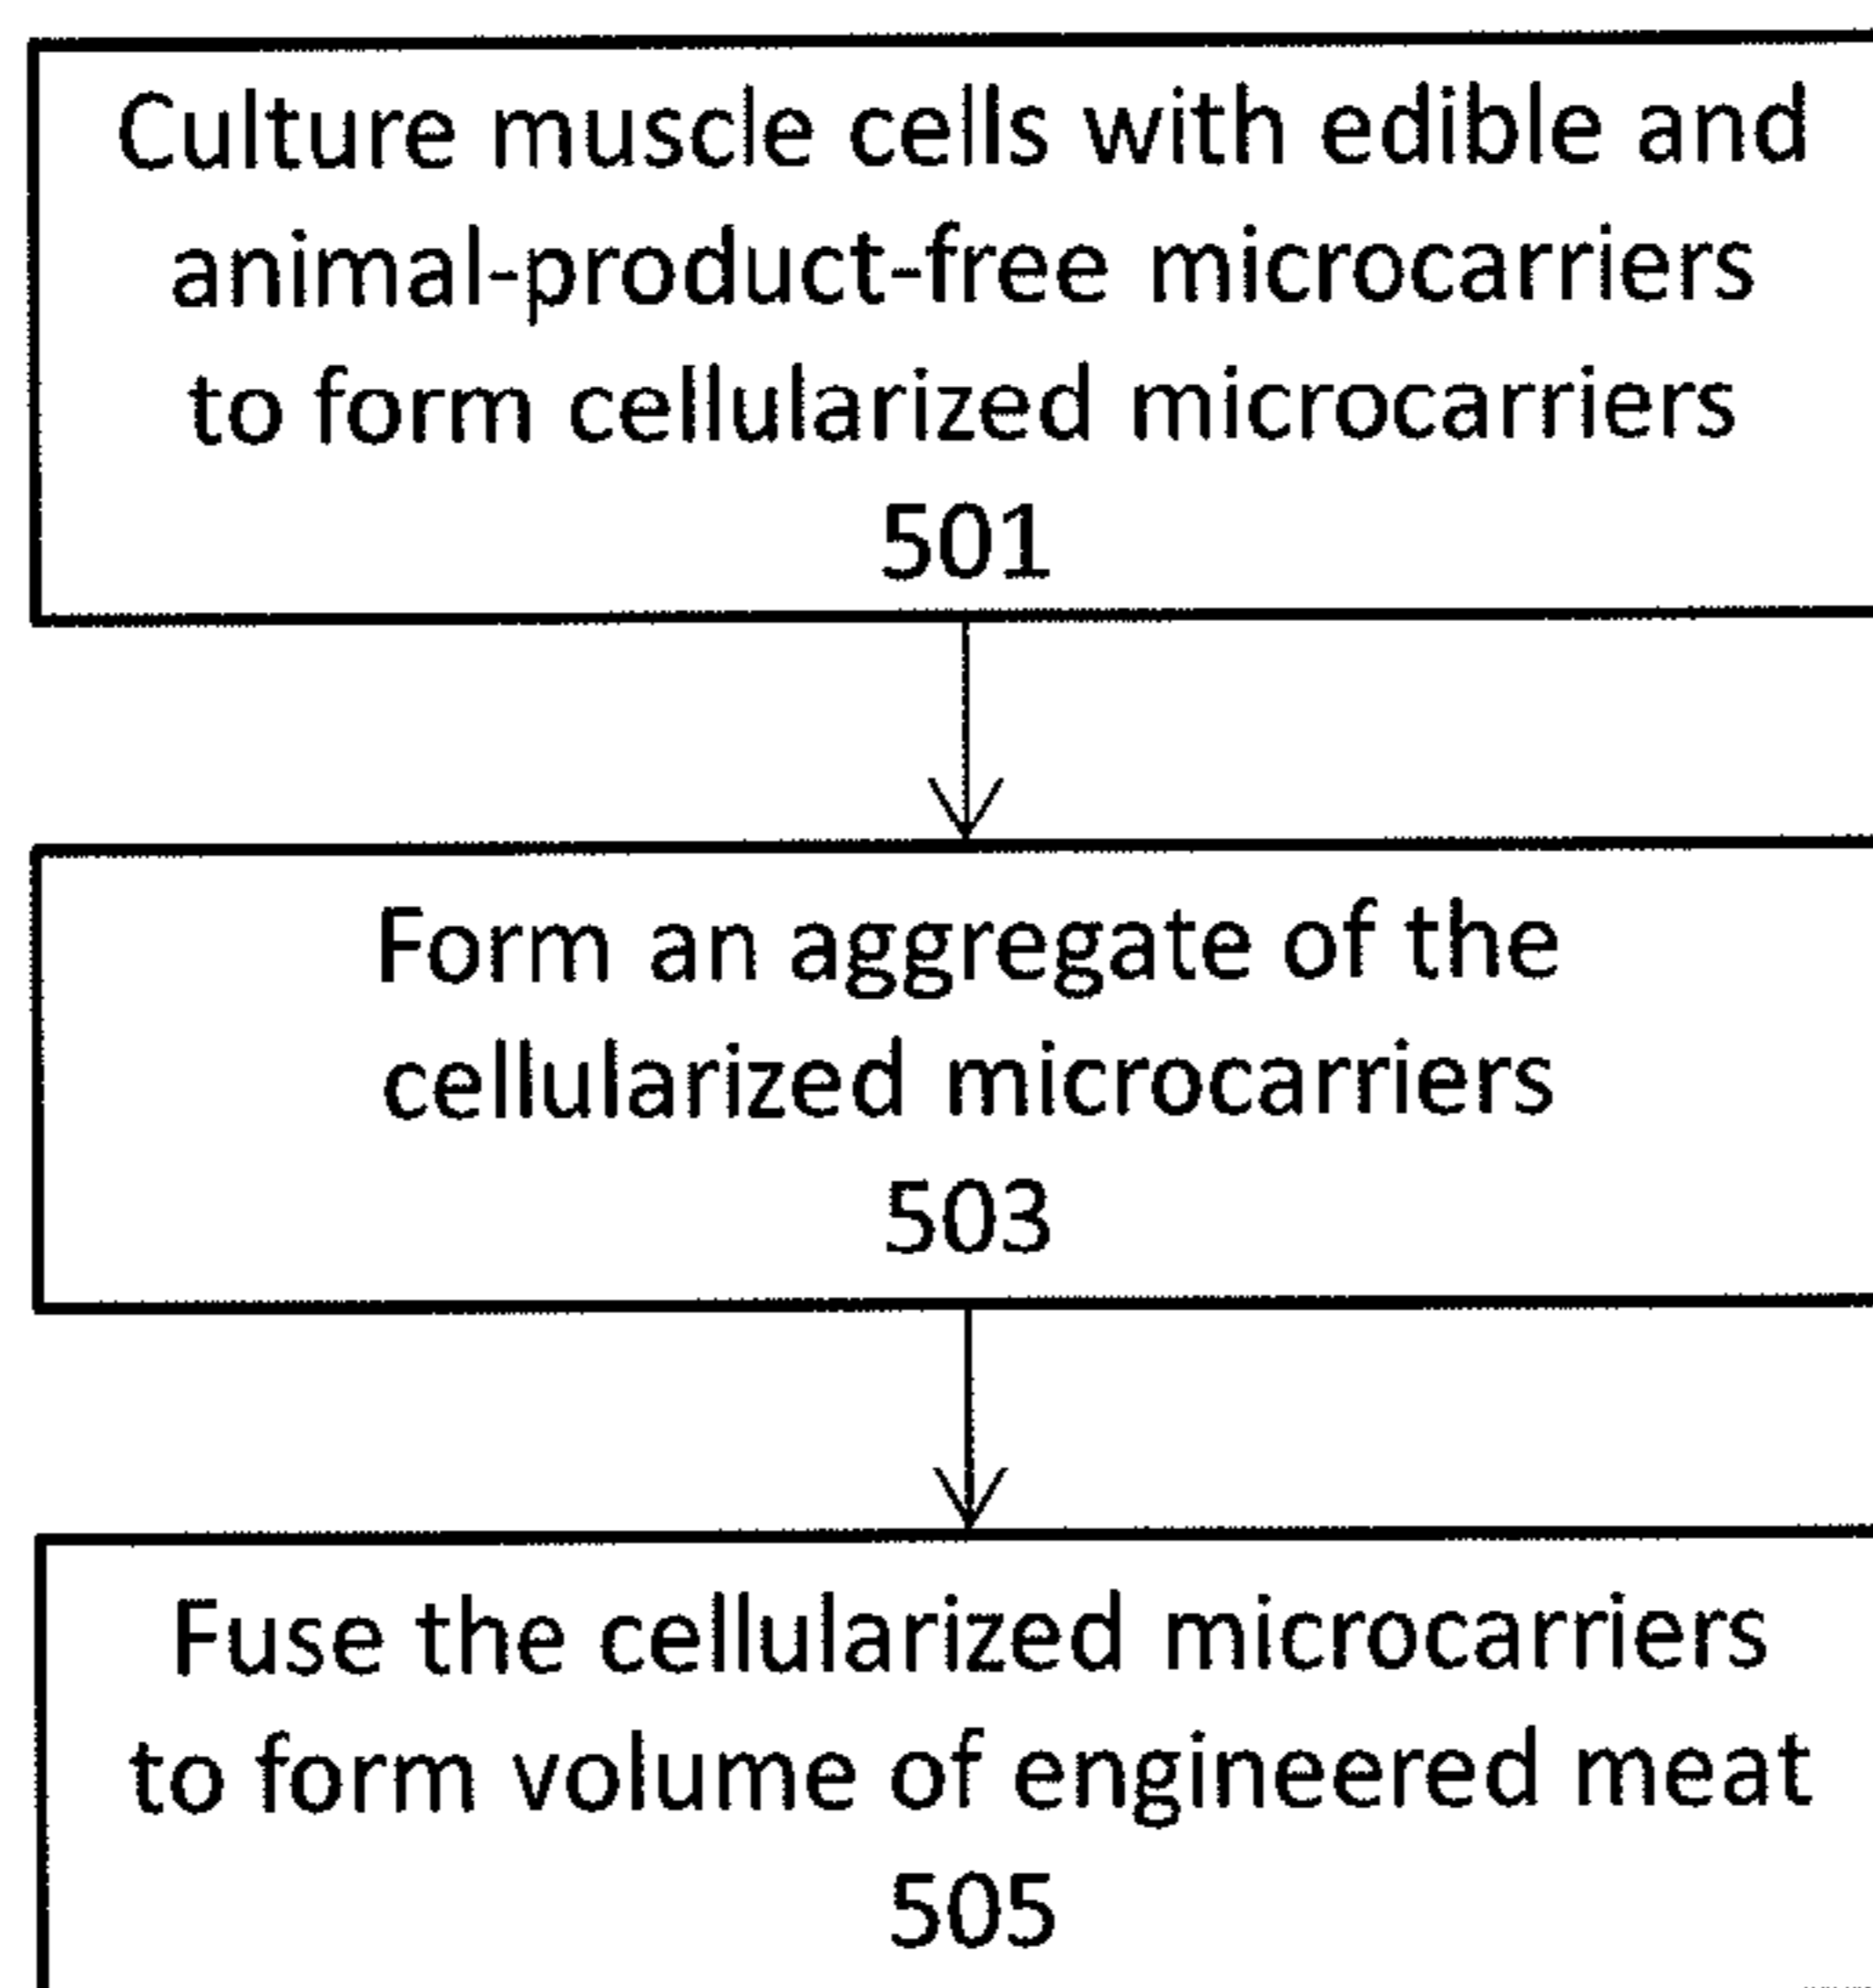 Culture muscle cells with edible and
animal-product-free microcarriers
to form cellularized microcarriers
501
Form an aggregate of the
cellularized microcarriers
503
Fuse the cellularized microcarriers
to form volume of engineered meat
505